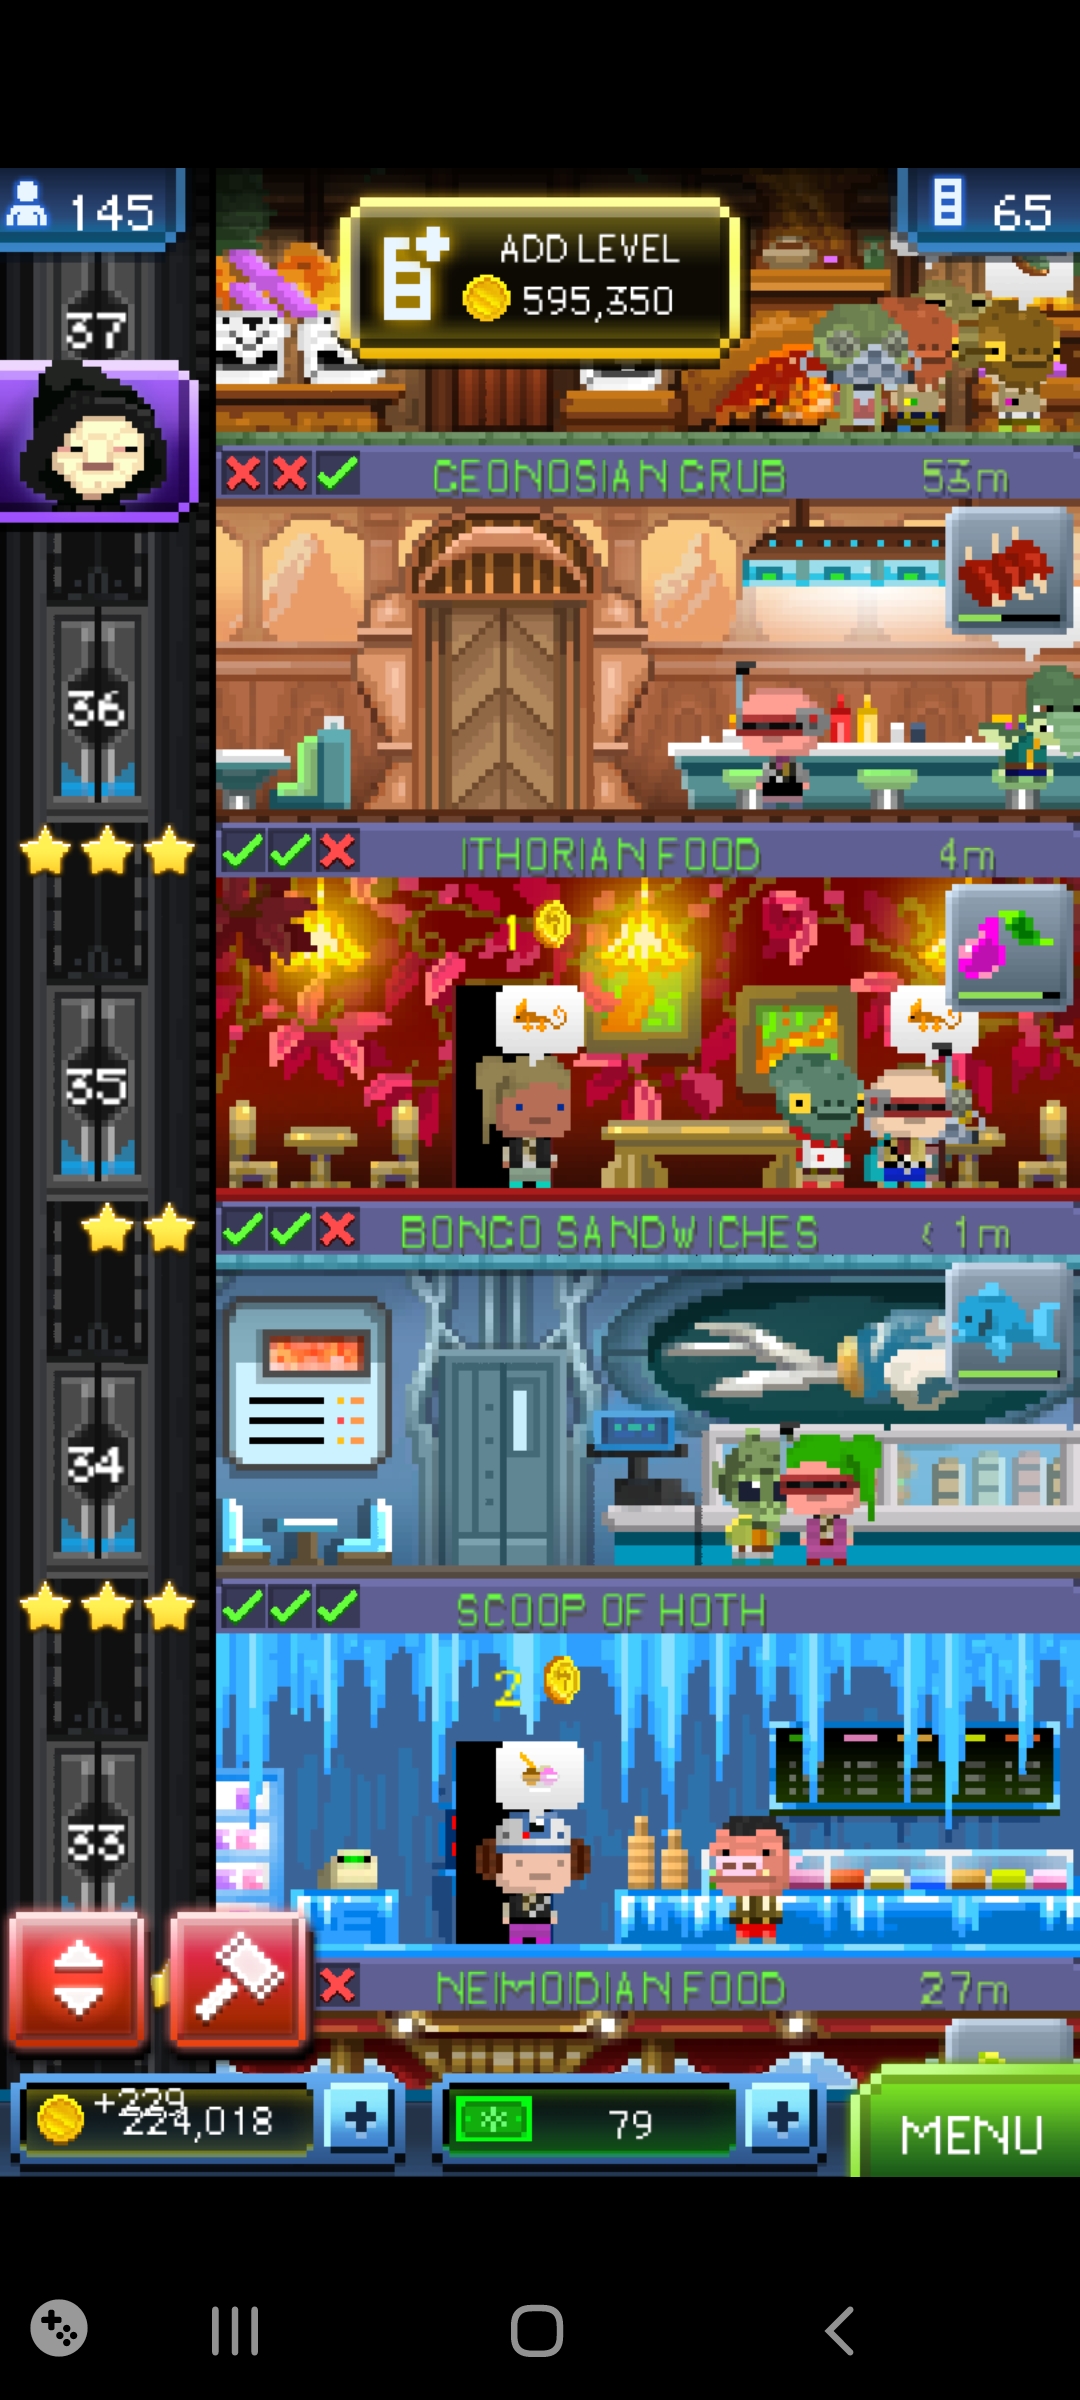 145
ADD LEVEL
595,350
65
37
GEONOSIAN GRUB
36
ITHORIAN FOOD 4m
1
35
BONGO SANDWICHES < 1m
34
SCOOP OF HOTH
2
33
NEIMOIDIAN FOOD 27m
+229
224,018
79
MENU